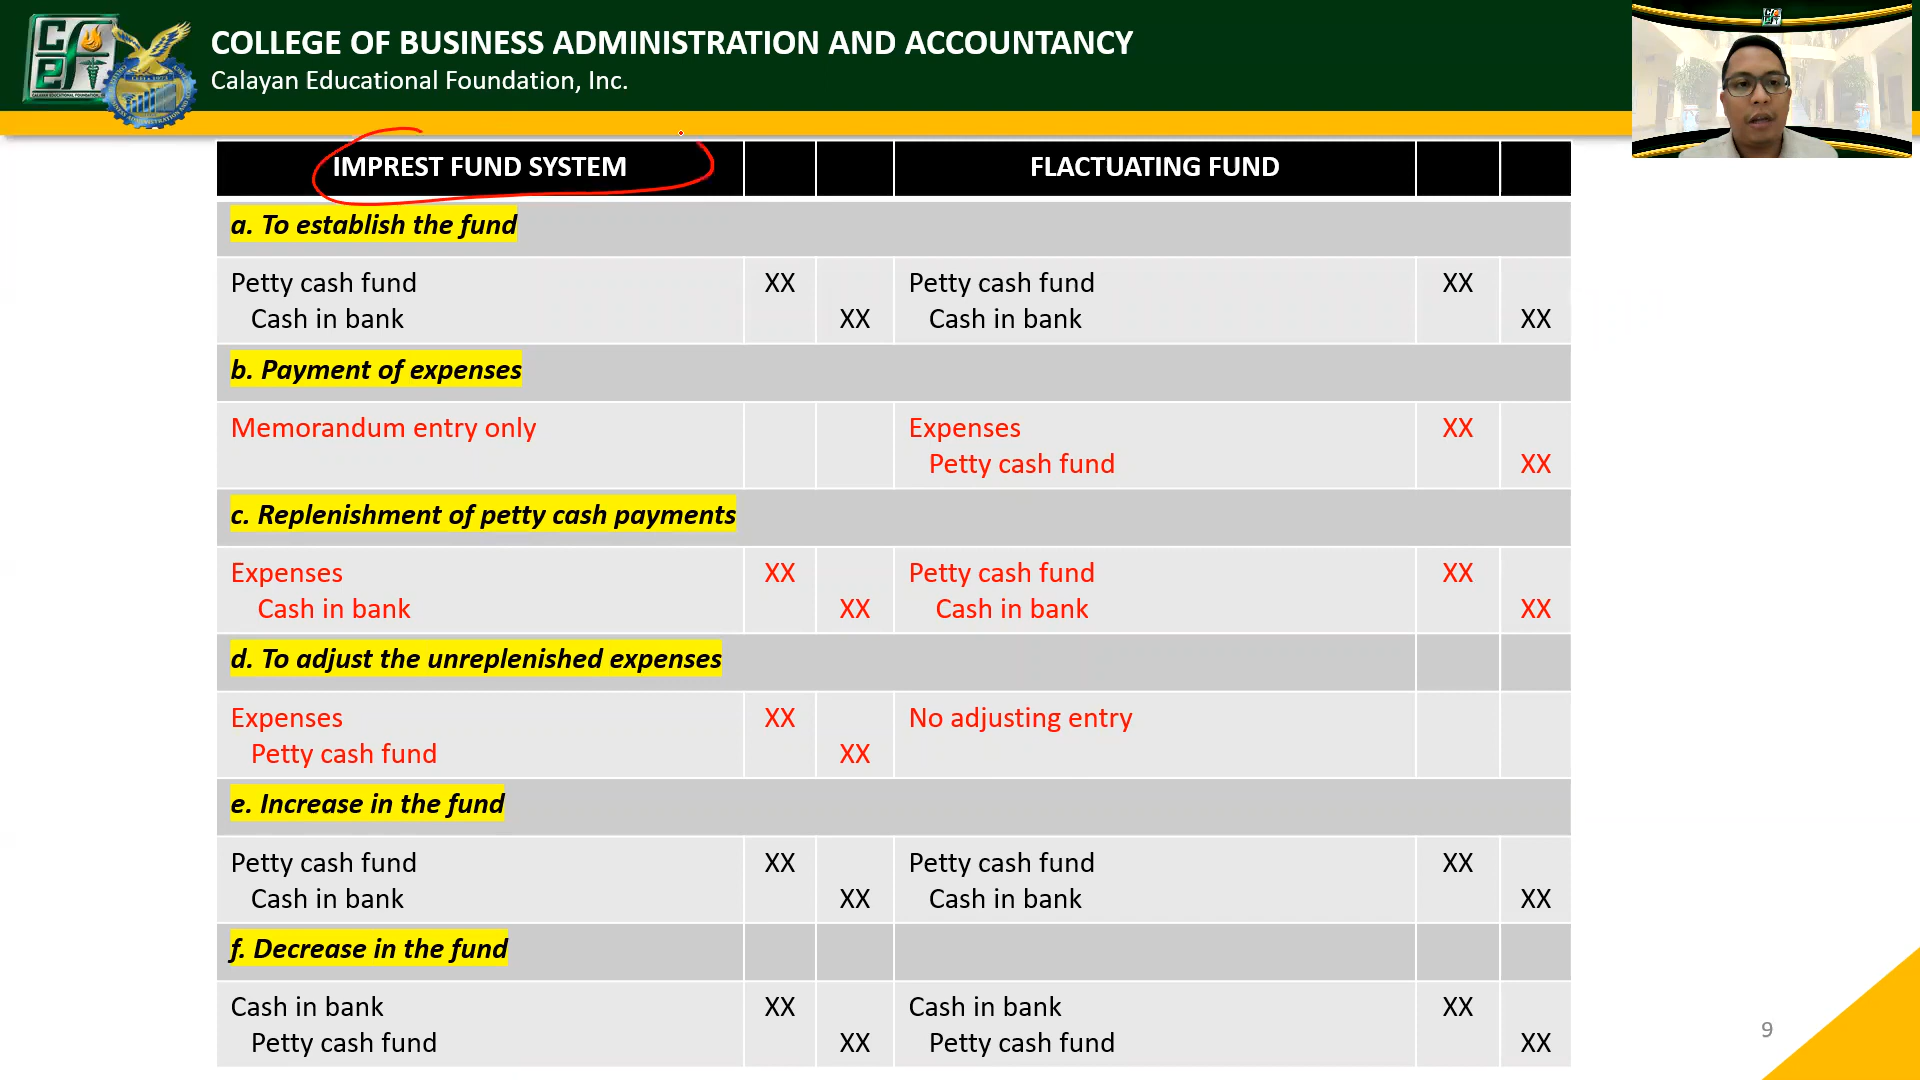 COLLEGE OF BUSINESS ADMINISTRATION AND ACCOUNTANCY
Calayan Educational Foundation, Inc.
IMPREST FUND SYSTEM FLACTUATING FUND
a. To establish the fund
Petty cash fund XX Petty cash fund XX
Cash in bank XX Cash in bank XX
b. Payment of expenses
Memorandum entry only Expenses XX
Petty cash fund XX
c. Replenishment of petty cash payments
Expenses XX Petty cash fund XX
Cash in bank XX Cash in bank XX
d. To adjust the unreplenished expenses
Expenses XX No adjusting entry
Petty cash fund XX
e. Increase in the fund
Petty cash fund XX Petty cash fund XX
Cash in bank XX Cash in bank XX
f. Decrease in the fund
Cash in bank XX Cash in bank XX
Petty cash fund XX Petty cash fund XX
9